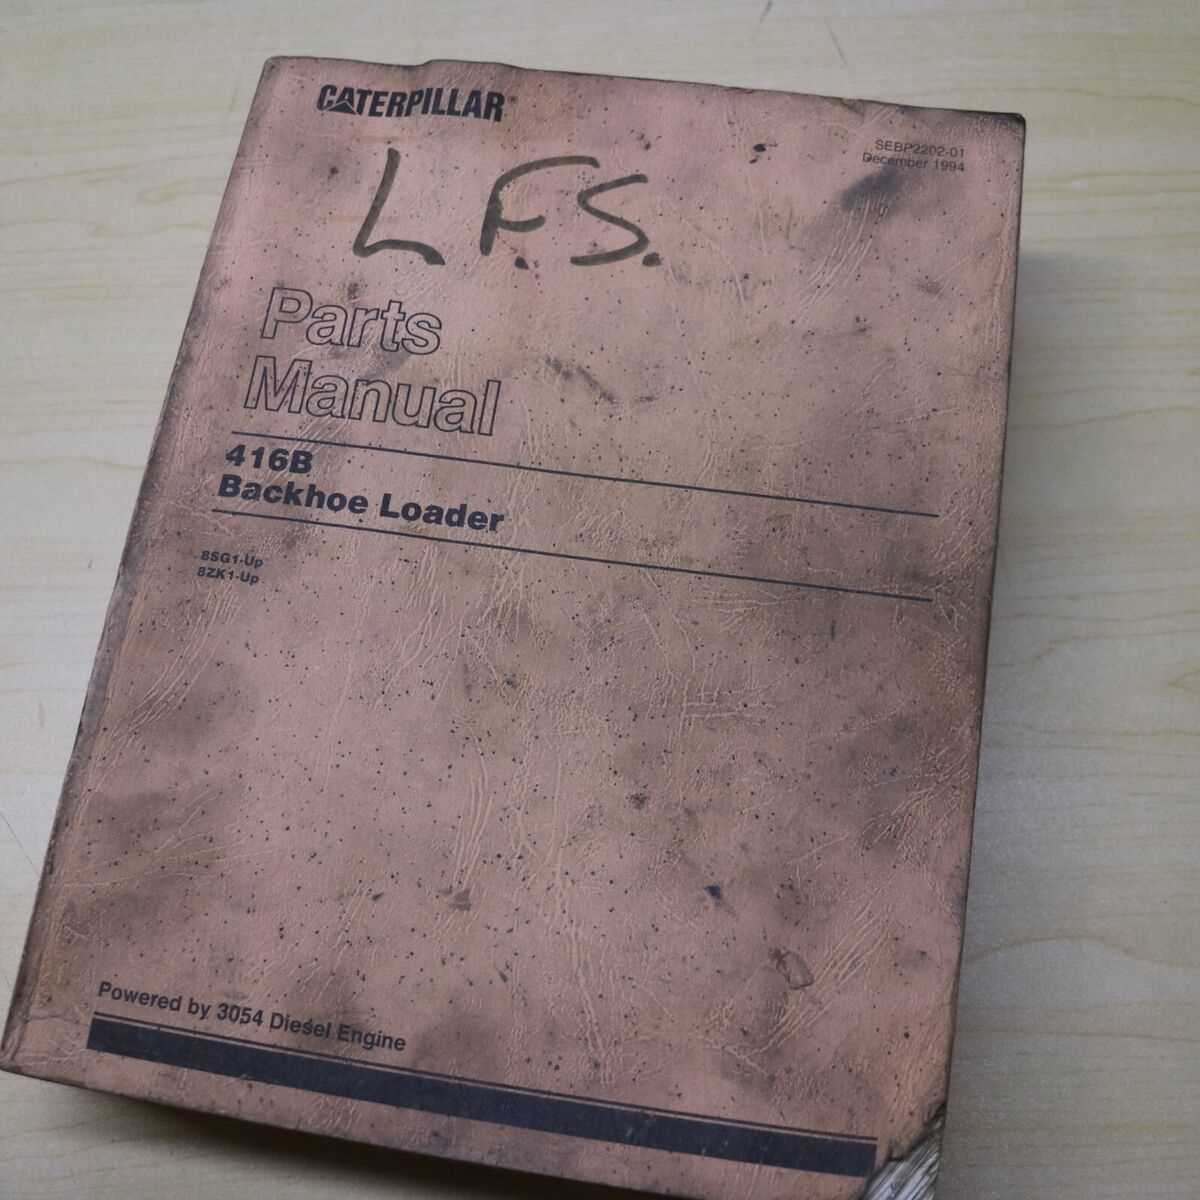 CATERPILLAR®
SEBP2202-01
December 1994
L.F.S.
Parts
Manual
416B
Backhoe Loader
8SG1-Up
8ZK1-Up
Powered by 3054 Diesel Engine